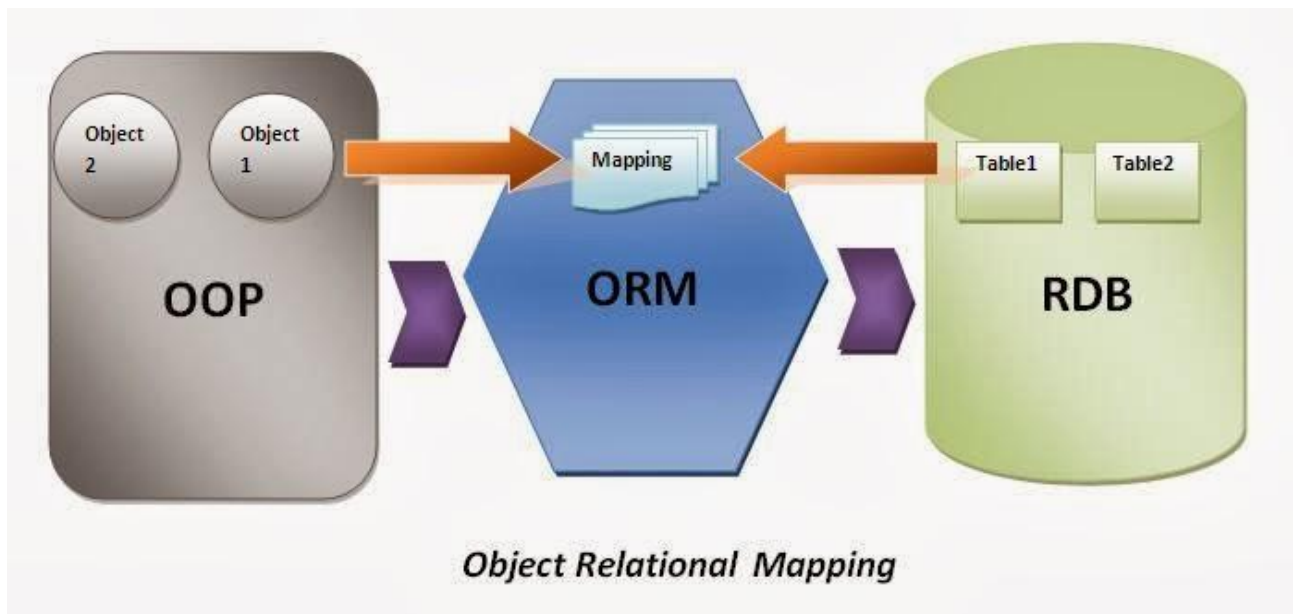 Object
2
Object
1
Mapping
Table1
Table2
OOP
ORM
RDB
Object Relational Mapping